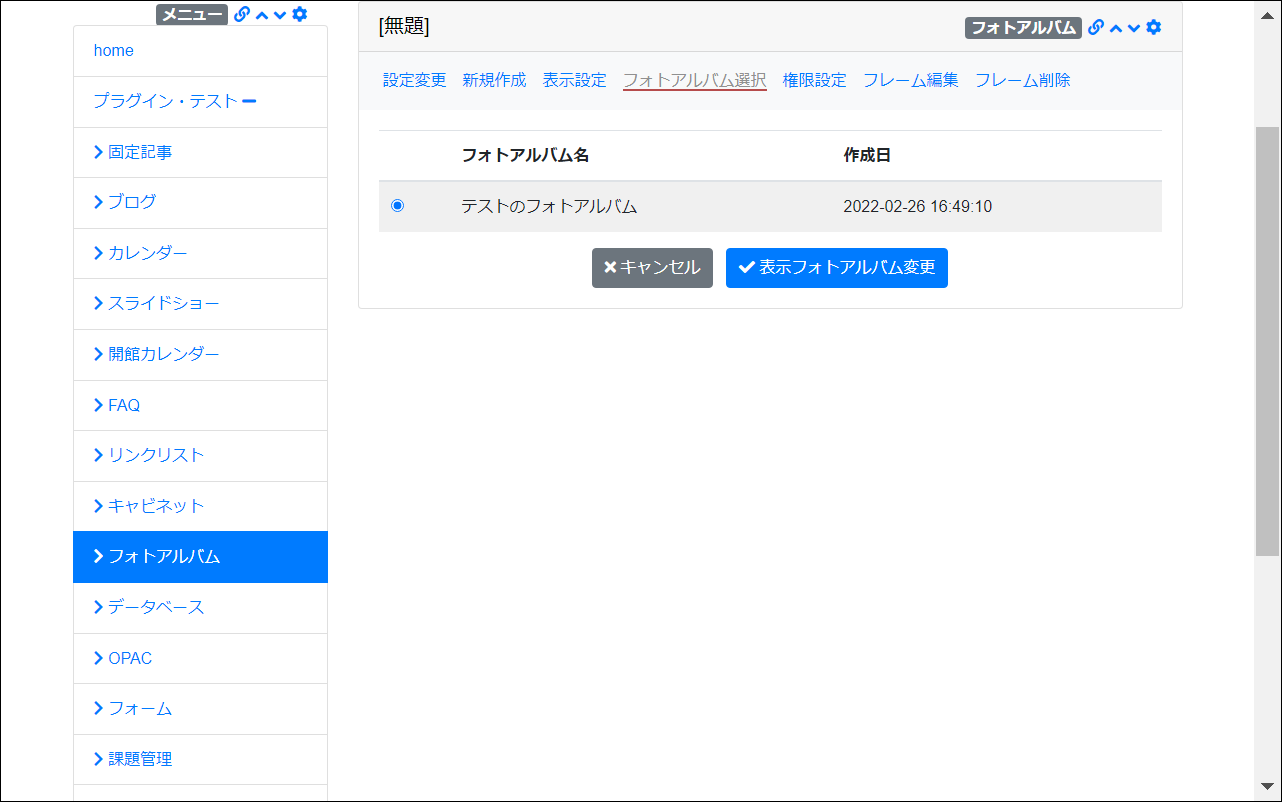 メニュー
home
プラグイン・テスト
固定記事
ブログ
カレンダー
スライドショー
開館カレンダー
FAQ
リンクリスト
キャビネット
フォトアルバム
データベース
OPAC
フォーム
課題管理
[無題]
フォトアルバム
設定変更 新規作成 表示設定 フォトアルバム選択 権限設定 フレーム編集 フレーム削除
フォトアルバム名 作成日
テストのフォトアルバム 2022-02-26 16:49:10
キャンセル 表示フォトアルバム変更